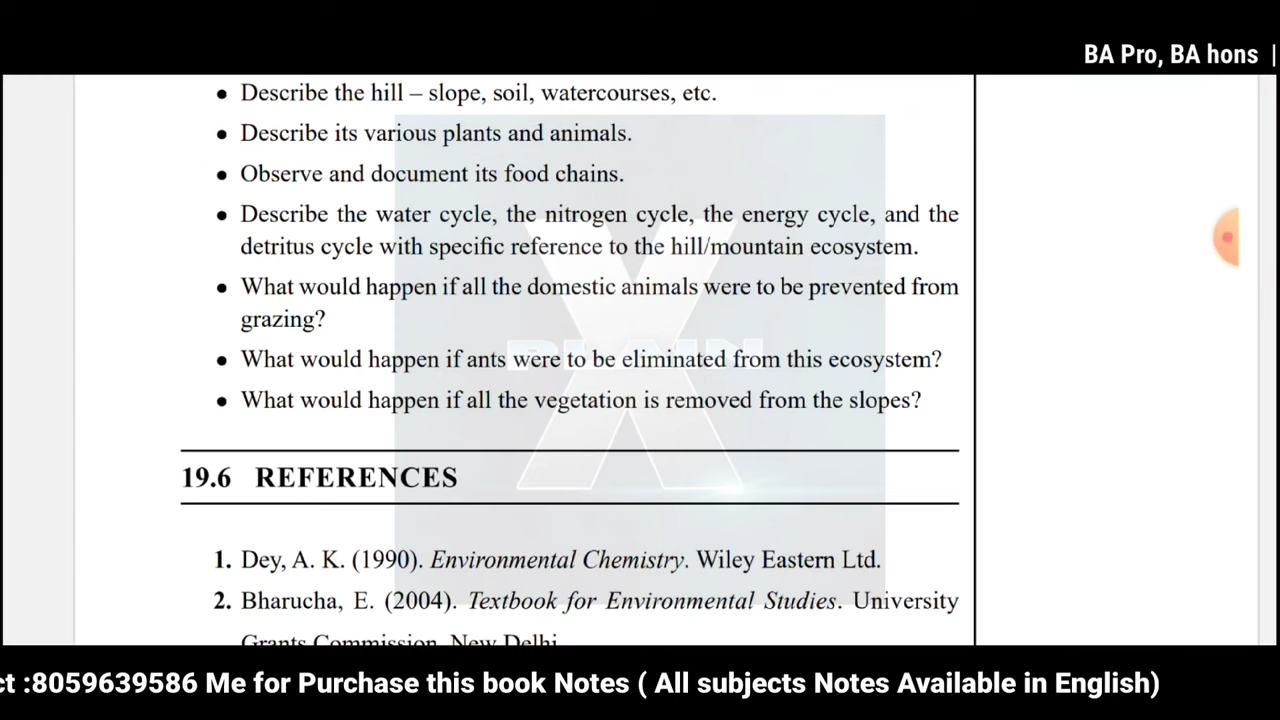 BA Pro, BA hons |
• Describe the hill – slope, soil, watercourses, etc.
• Describe its various plants and animals.
• Observe and document its food chains.
• Describe the water cycle, the nitrogen cycle, the energy cycle, and the
detritus cycle with specific reference to the hill/mountain ecosystem.
• What would happen if all the domestic animals were to be prevented from
grazing?
• What would happen if ants were to be eliminated from this ecosystem?
• What would happen if all the vegetation is removed from the slopes?
X
PLAIN
19.6 REFERENCES
1. Dey, A. K. (1990). Environmental Chemistry. Wiley Eastern Ltd.
2. Bharucha, E. (2004). Textbook for Environmental Studies. University
Grants Commission, New Delhi
ct :8059639586 Me for Purchase this book Notes ( All subjects Notes Available in English)